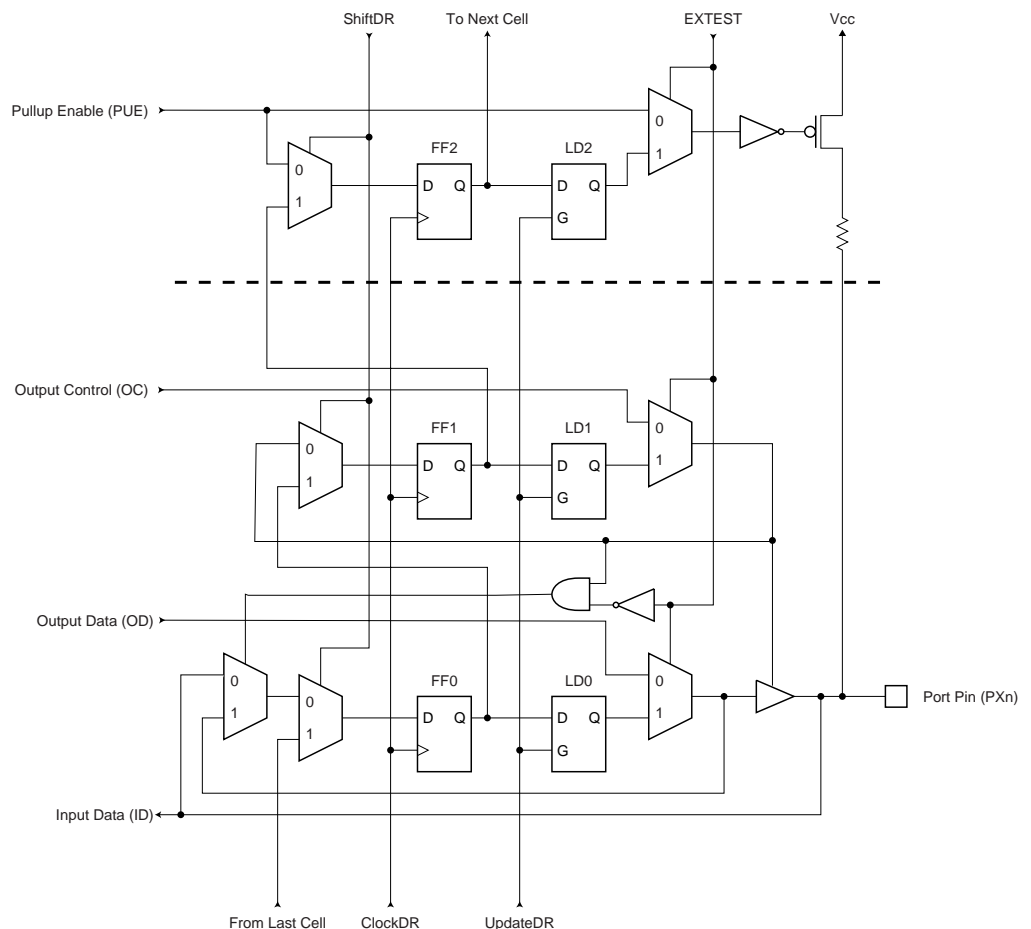 ShiftDR
To Next Cell
EXTEST
Vcc
Pullup Enable (PUE)
0
1
FF2
D Q
LD2
D Q
G
0
1
Output Control (OC)
0
1
FF1
D Q
LD1
D Q
G
0
1
Output Data (OD)
0
1
0
1
FF0
D Q
LD0
D Q
G
0
1
Port Pin (PXn)
Input Data (ID)
From Last Cell
ClockDR
UpdateDR